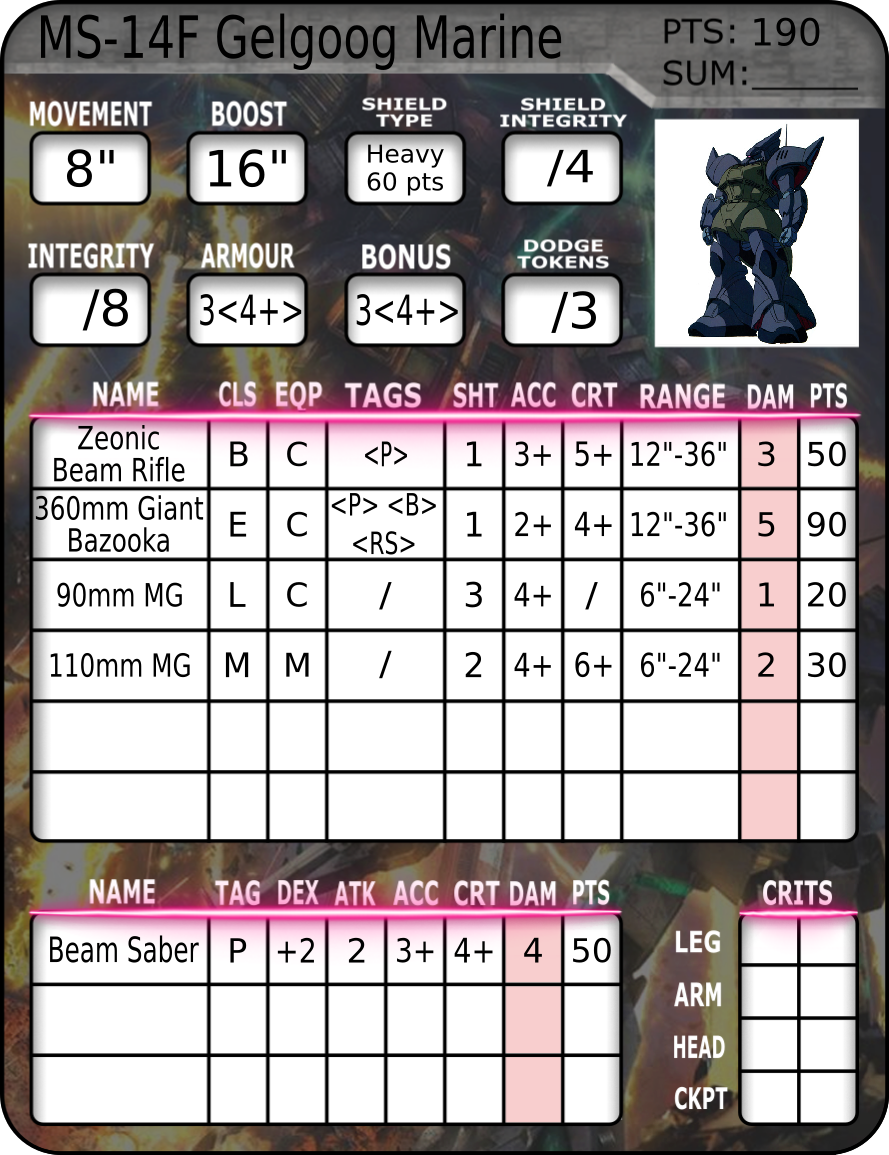 MS-14F Gelgoog Marine
PTS: 190
SUM:______
MOVEMENT BOOST SHIELD TYPE SHIELD INTEGRITY
8" 16" Heavy 60 pts /4
INTEGRITY ARMOUR BONUS DODGE TOKENS
/8 3<4+> 3<4+> /3
NAME CLS EQP TAGS SHT ACC CRT RANGE DAM PTS
Zeonic Beam Rifle B C <P> 1 3+ 5+ 12"-36" 3 50
360mm Giant Bazooka E C <P> <B> <RS> 1 2+ 4+ 12"-36" 5 90
90mm MG L C / 3 4+ / 6"-24" 1 20
110mm MG M M / 2 4+ 6+ 6"-24" 2 30
NAME TAG DEX ATK ACC CRT DAM PTS
Beam Saber P +2 2 3+ 4+ 4 50
CRITS
LEG
ARM
HEAD
CKPT